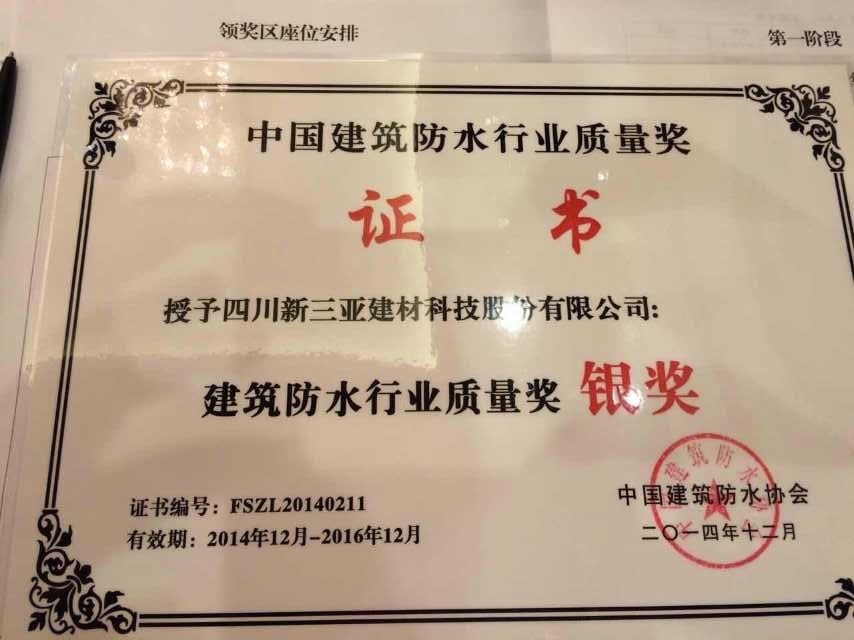 领奖区座位安排
第一阶段
中国建筑防水行业质量奖
证 书
授予四川新三亚建材科技股份有限公司:
建筑防水行业质量奖 银奖
证书编号: FSZL20140211
有效期: 2014年12月-2016年12月
中国建筑防水协会
二〇一四年十二月